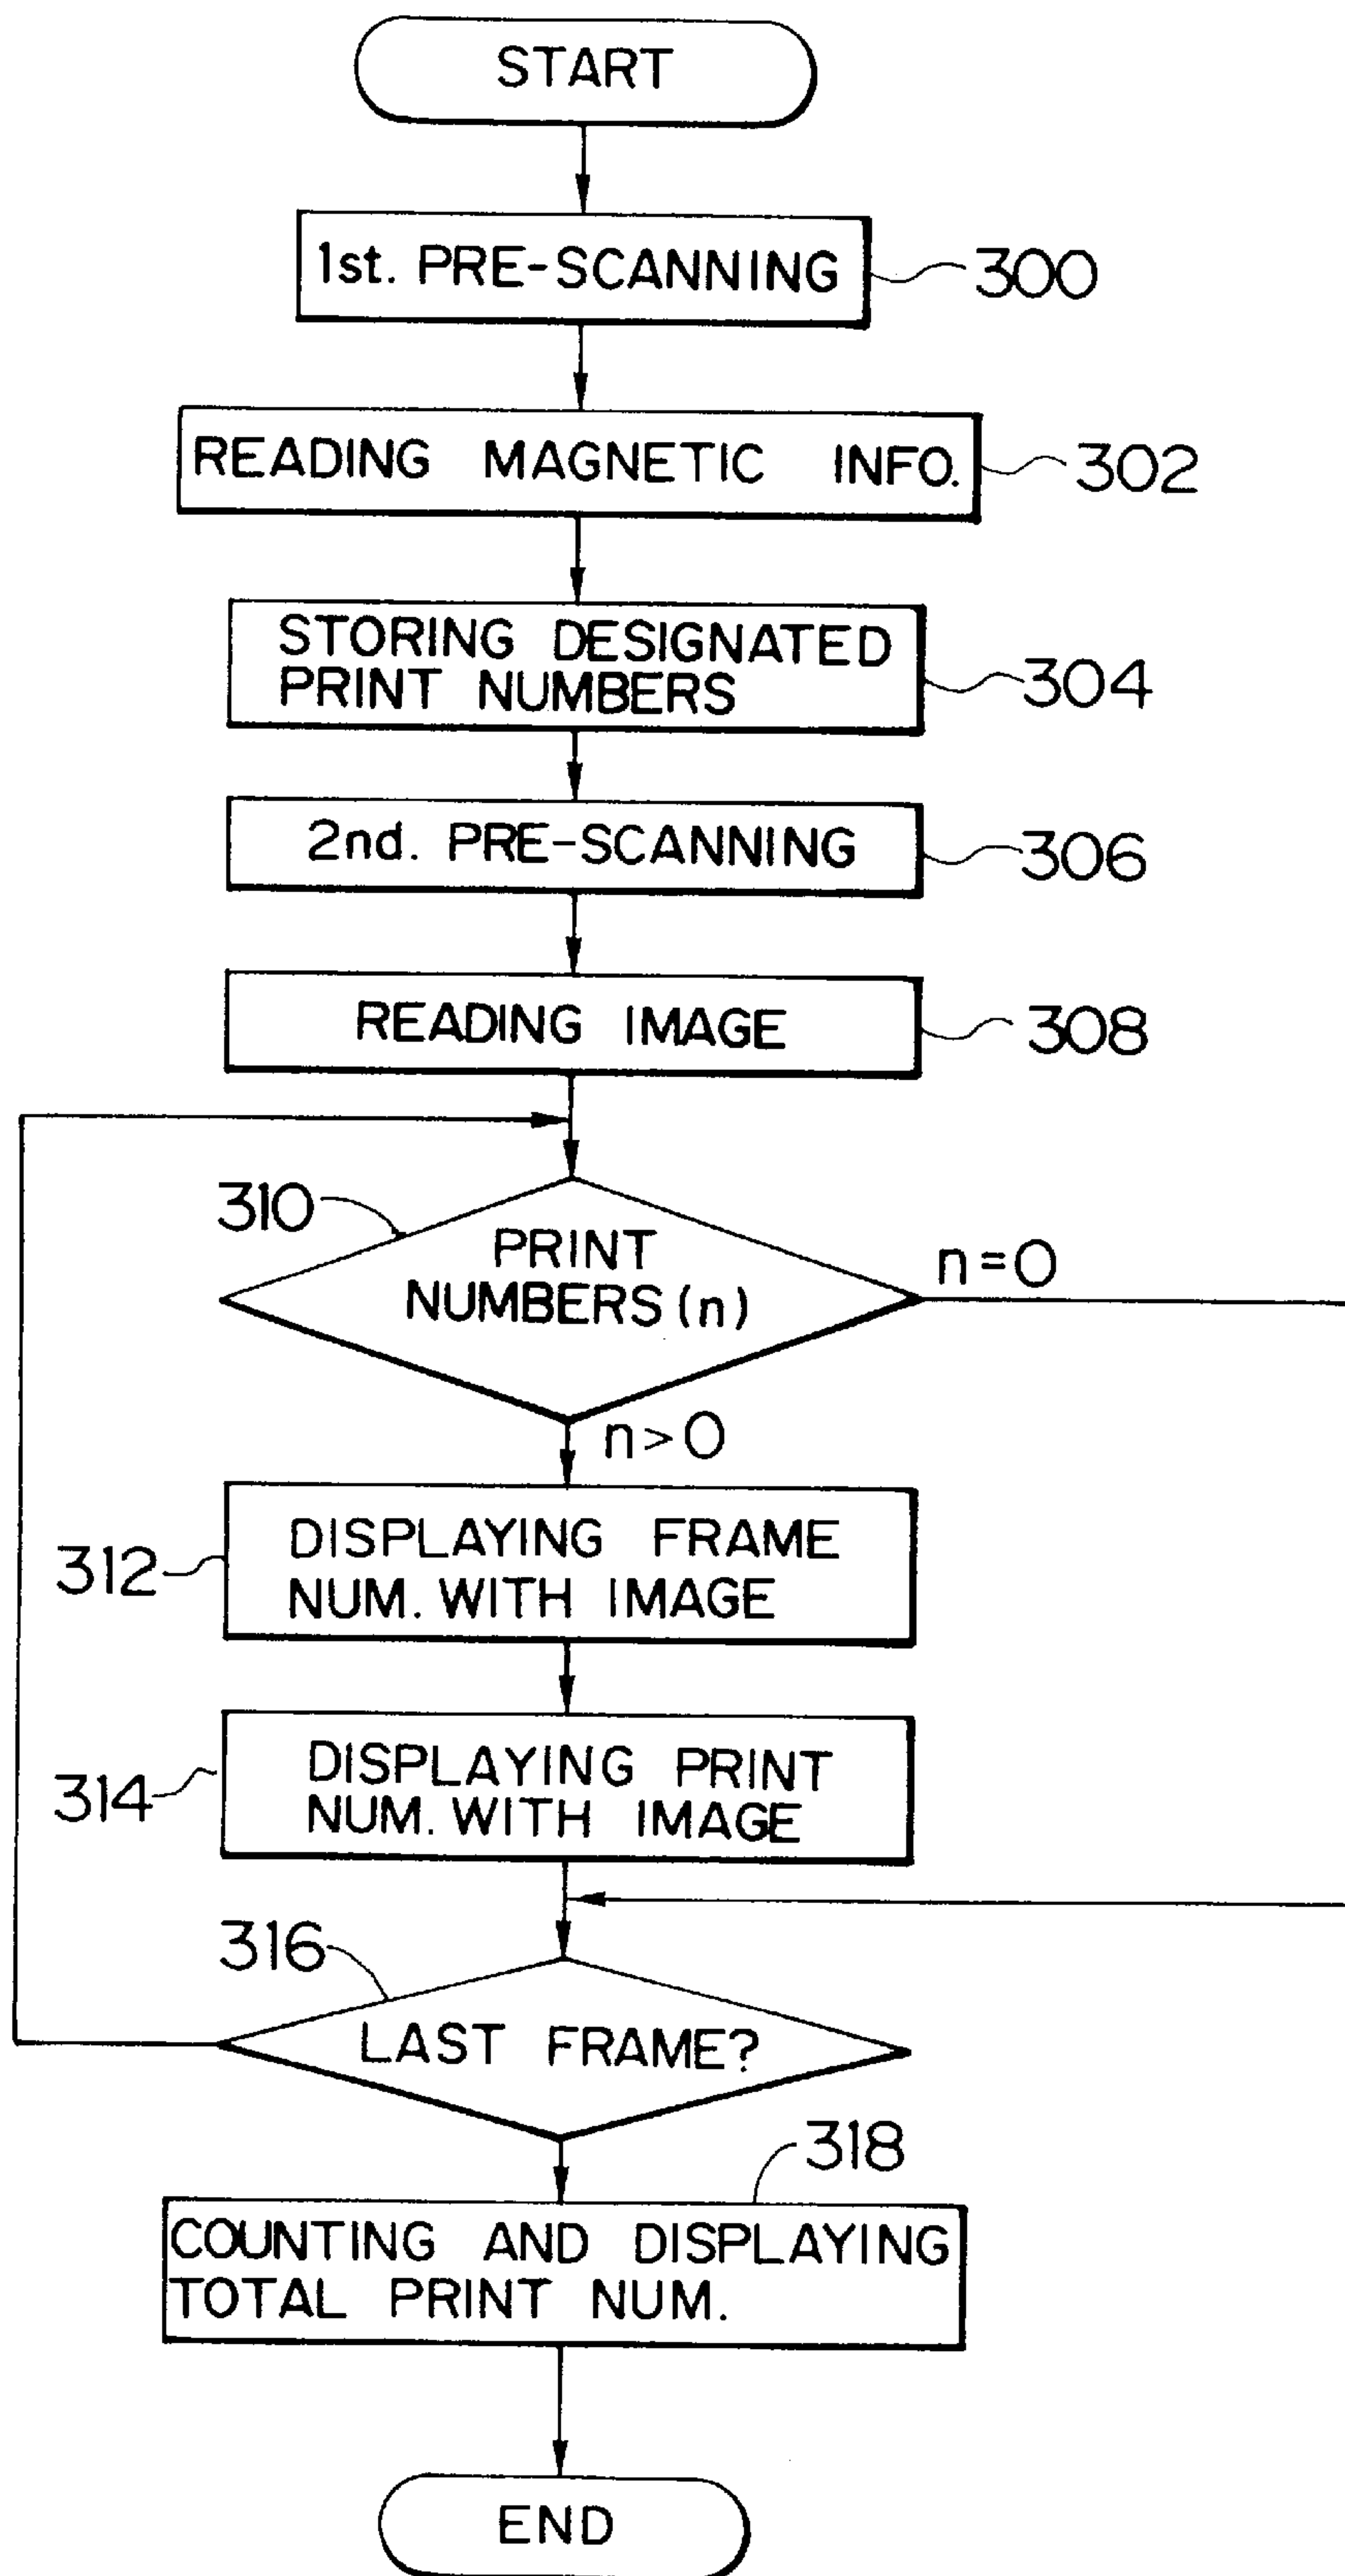 START
1st. PRE-SCANNING
300
READING MAGNETIC INFO.
302
STORING DESIGNATED
PRINT NUMBERS
304
2nd. PRE-SCANNING
306
READING IMAGE
308
310
PRINT
NUMBERS (n)
n=0
n>0
312
DISPLAYING FRAME
NUM. WITH IMAGE
314
DISPLAYING PRINT
NUM. WITH IMAGE
316
LAST FRAME?
318
COUNTING AND DISPLAYING
TOTAL PRINT NUM.
END